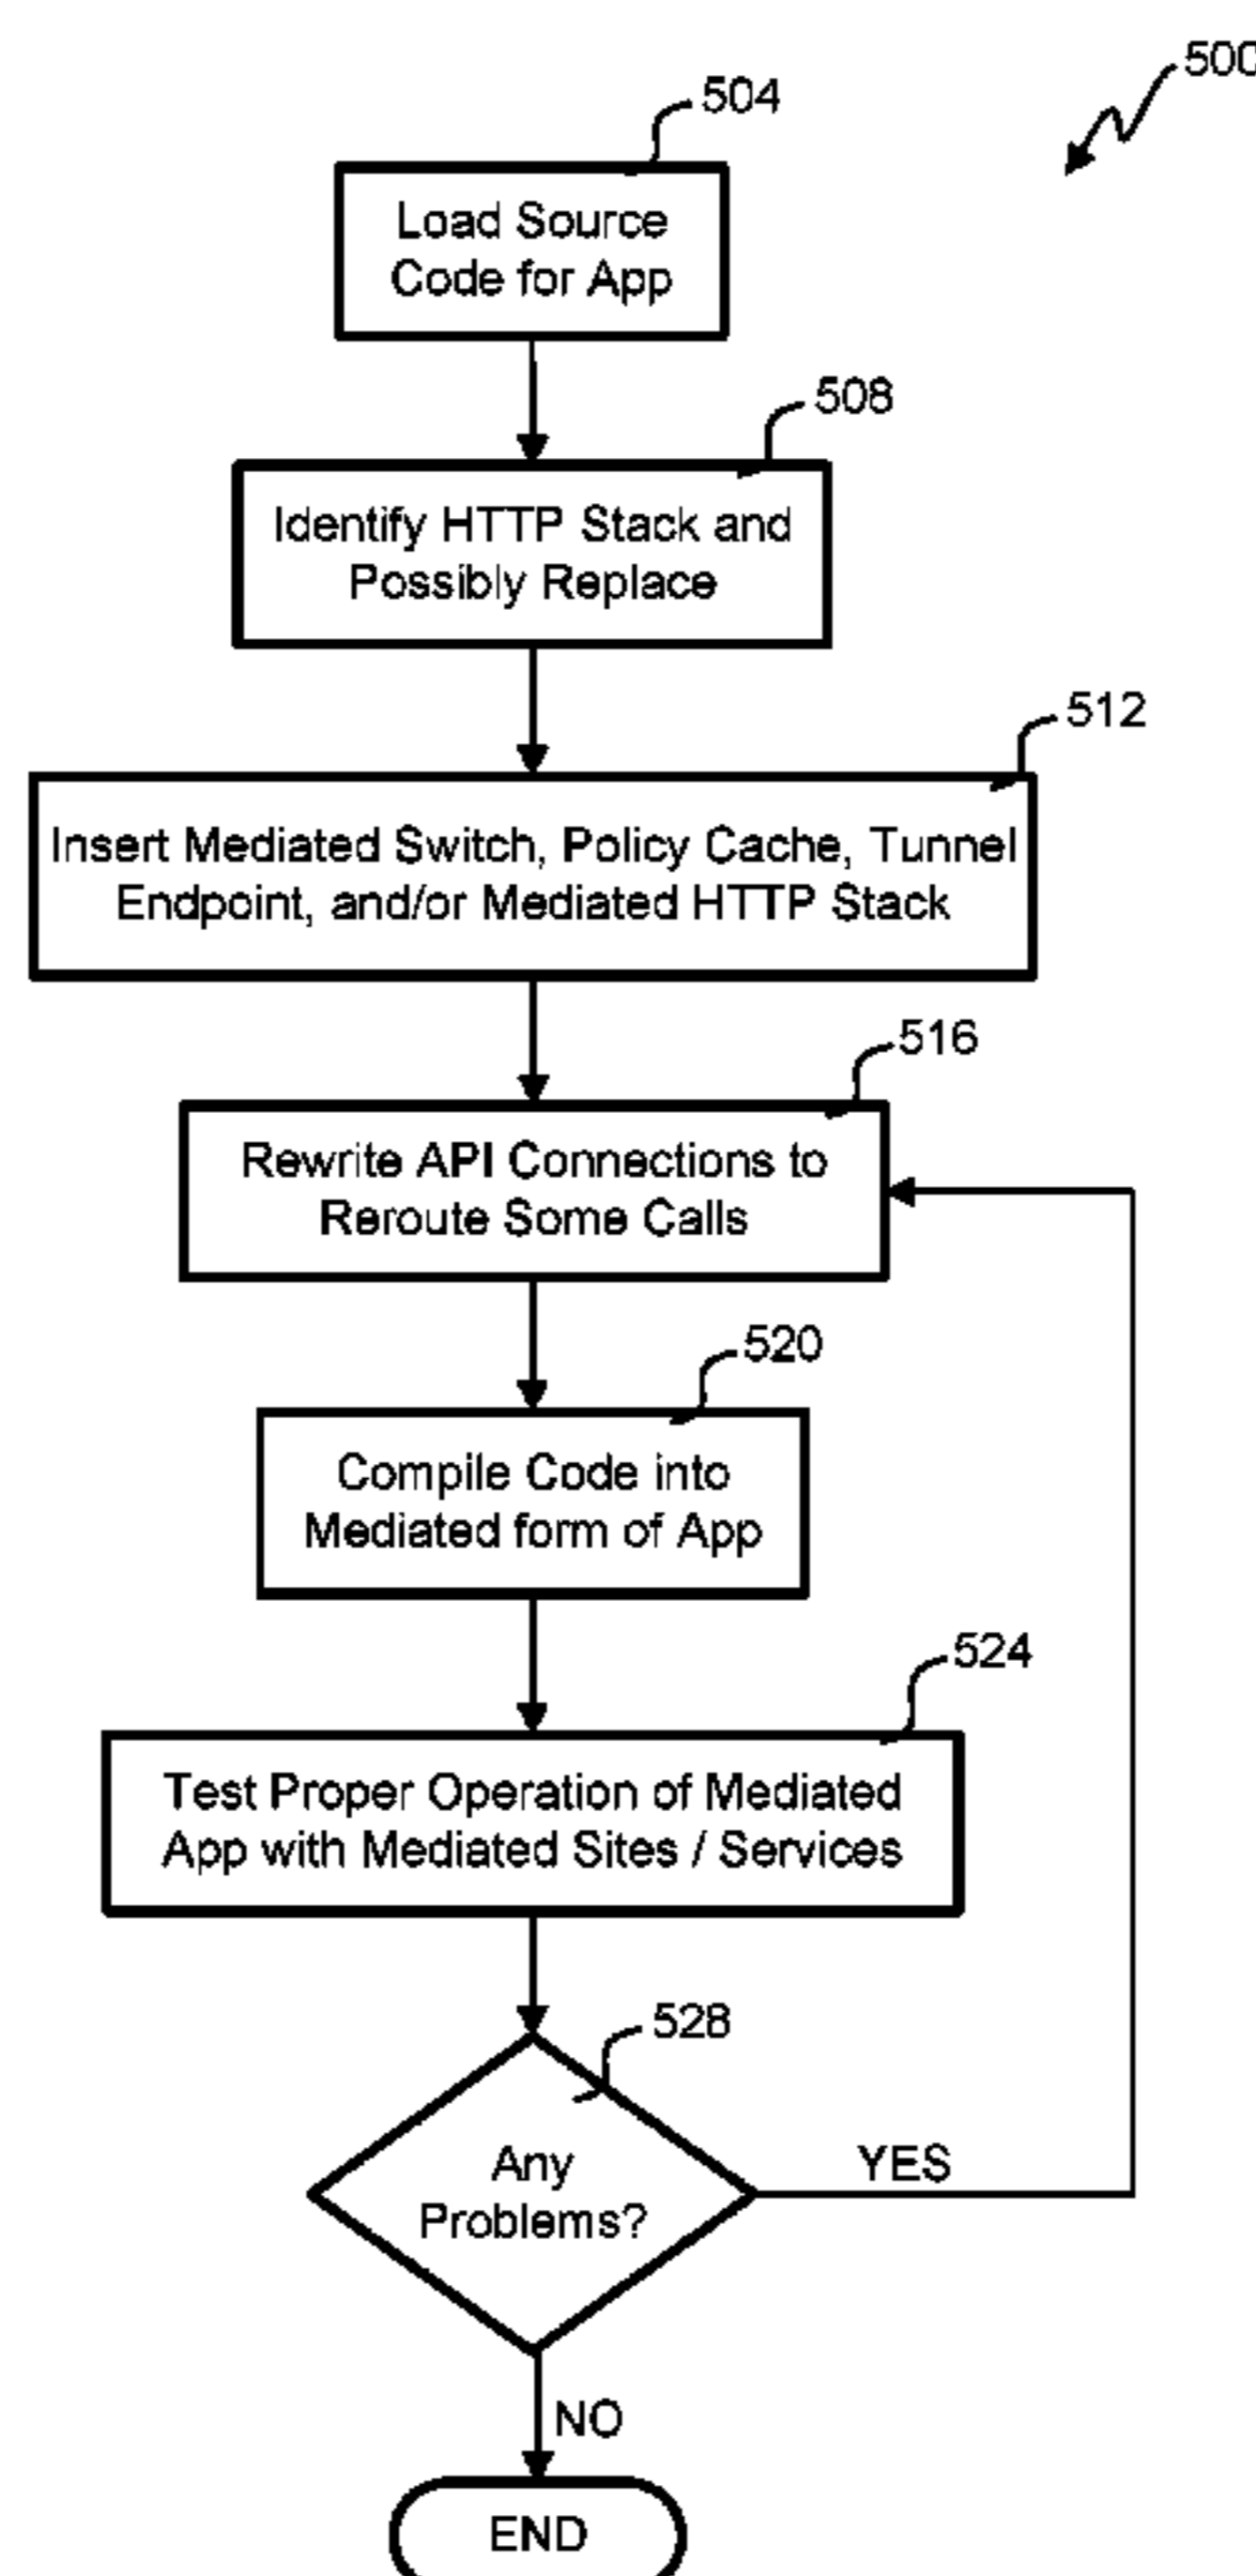 500
504
Load Source
Code for App
508
Identify HTTP Stack and
Possibly Replace
512
Insert Mediated Switch, Policy Cache, Tunnel
Endpoint, and/or Mediated HTTP Stack
516
Rewrite API Connections to
Reroute Some Calls
520
Compile Code into
Mediated form of App
524
Test Proper Operation of Mediated
App with Mediated Sites / Services
528
Any
Problems?
YES
NO
END